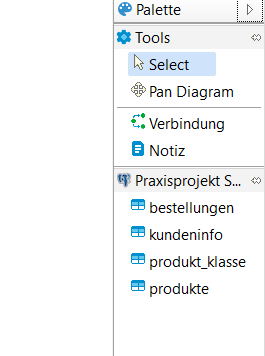 Palette
Tools
Select
Pan Diagram
Verbindung
Notiz
Praxisprojekt S...
bestellungen
kundeninfo
produkt_klasse
produkte